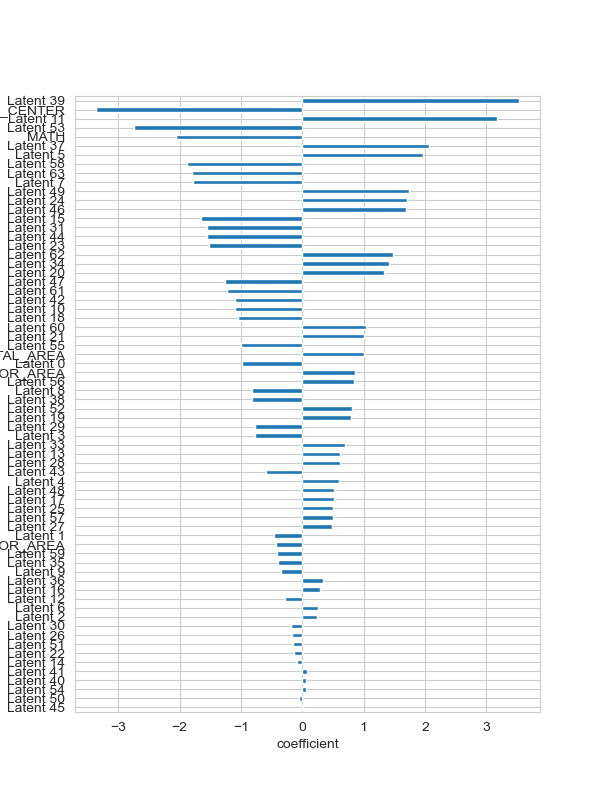 Latent 39
_CENTER
Latent 11
Latent 53
MATH
Latent 37
Latent 5
Latent 58
Latent 63
Latent 7
Latent 49
Latent 24
Latent 46
Latent 15
Latent 31
Latent 44
Latent 23
Latent 62
Latent 34
Latent 20
Latent 47
Latent 61
Latent 42
Latent 10
Latent 18
Latent 60
Latent 21
Latent 55
TAL_AREA
Latent 0
OR_AREA
Latent 56
Latent 8
Latent 38
Latent 52
Latent 19
Latent 29
Latent 3
Latent 33
Latent 13
Latent 28
Latent 43
Latent 4
Latent 48
Latent 17
Latent 25
Latent 57
Latent 27
Latent 1
OR_AREA
Latent 59
Latent 35
Latent 9
Latent 36
Latent 16
Latent 12
Latent 6
Latent 2
Latent 30
Latent 26
Latent 51
Latent 22
Latent 14
Latent 41
Latent 40
Latent 54
Latent 50
Latent 45
−3 −2 −1 0 1 2 3
coefficient